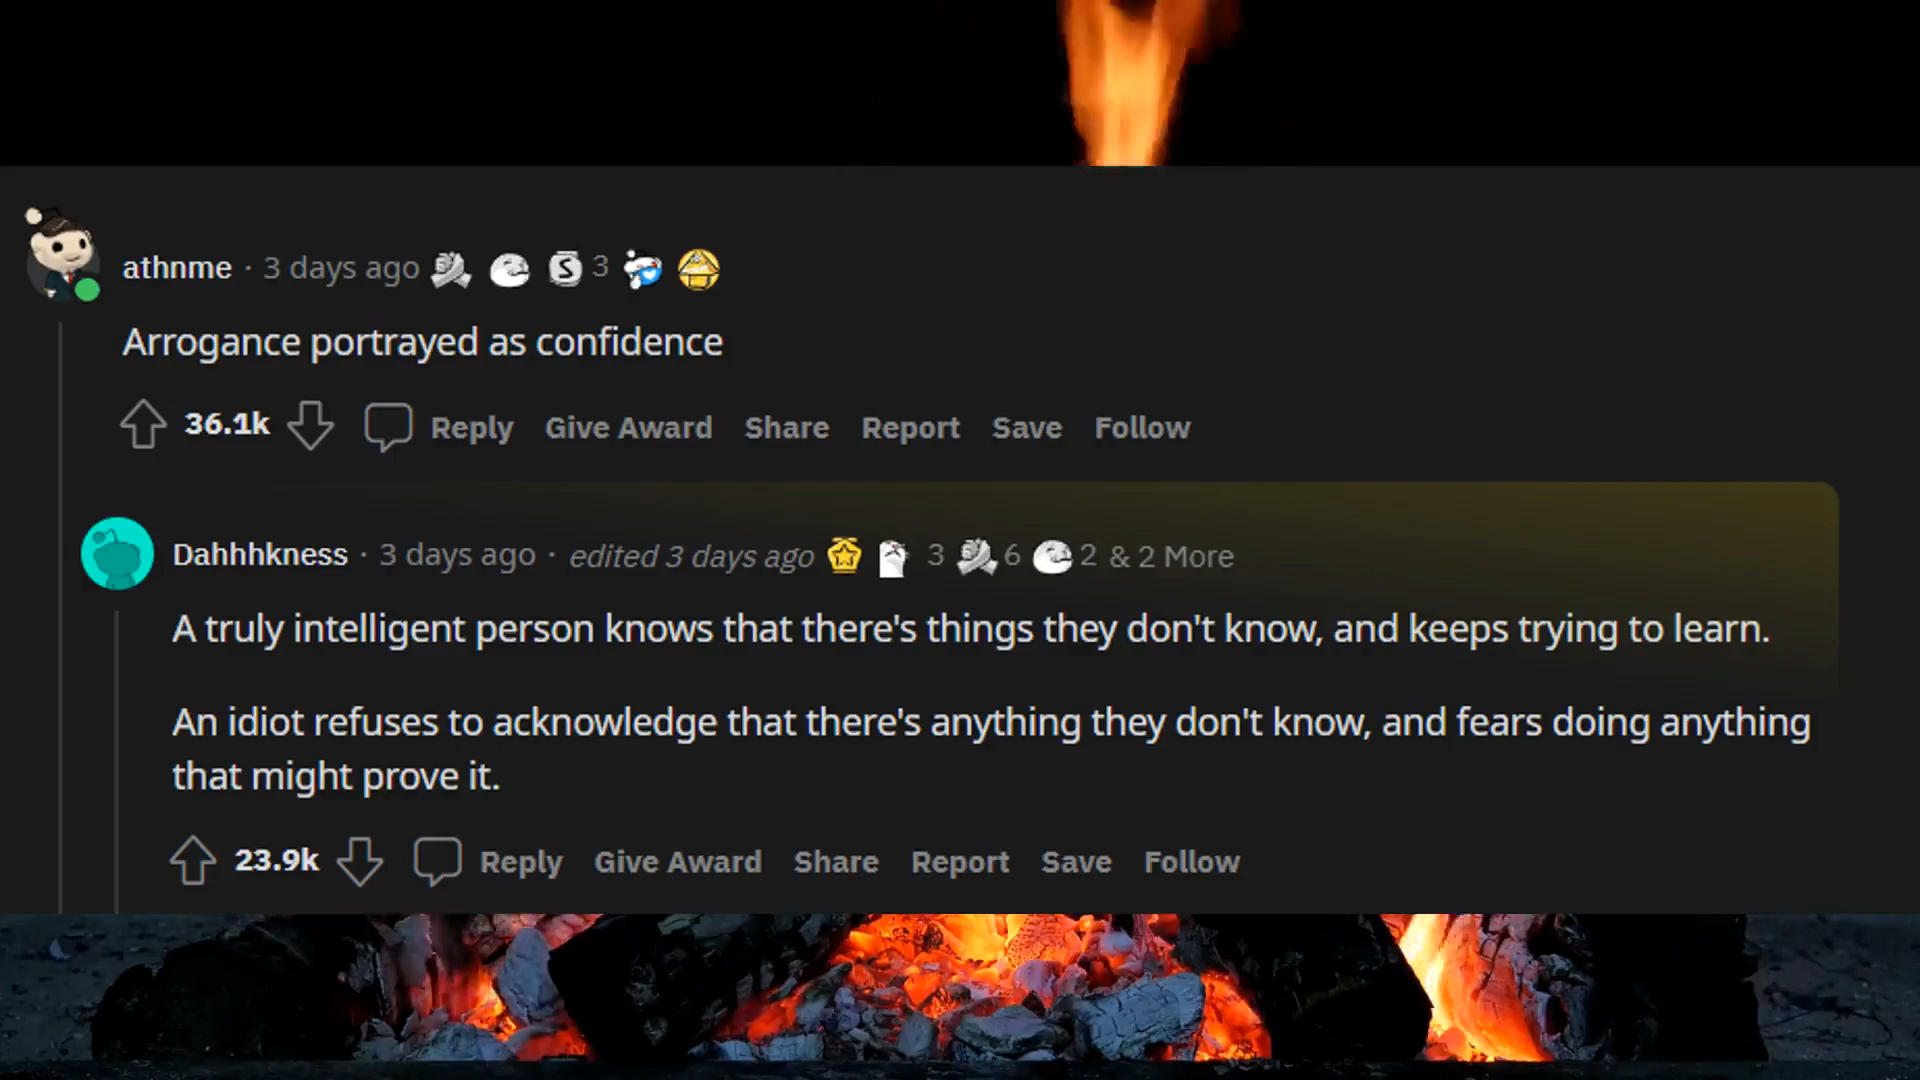 athnme · 3 days ago 3
Arrogance portrayed as confidence
36.1k Reply Give Award Share Report Save Follow
Dahhhkness · 3 days ago · edited 3 days ago 3 6 2 & 2 More
A truly intelligent person knows that there's things they don't know, and keeps trying to learn.
An idiot refuses to acknowledge that there's anything they don't know, and fears doing anything
that might prove it.
23.9k Reply Give Award Share Report Save Follow